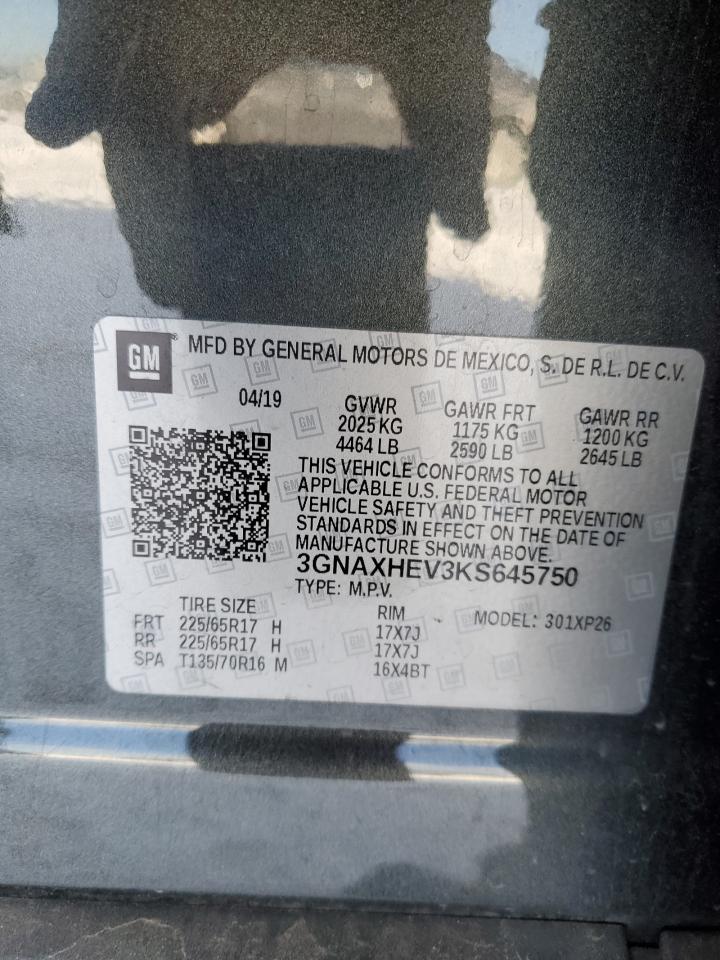 GM® MFD BY GENERAL MOTORS DE MEXICO, S. DE R.L. DE C.V.
04/19 GVWR GAWR FRT GAWR RR
2025 KG 1175 KG 1200 KG
4464 LB 2590 LB 2645 LB
THIS VEHICLE CONFORMS TO ALL
APPLICABLE U.S. FEDERAL MOTOR
VEHICLE SAFETY AND THEFT PREVENTION
STANDARDS IN EFFECT ON THE DATE OF
MANUFACTURE SHOWN ABOVE.
3GNAXHEV3KS645750
TYPE: M.P.V.
TIRE SIZE RIM MODEL: 301XP26
FRT 225/65R17 H 17X7J
RR 225/65R17 H 17X7J
SPA T135/70R16 M 16X4BT